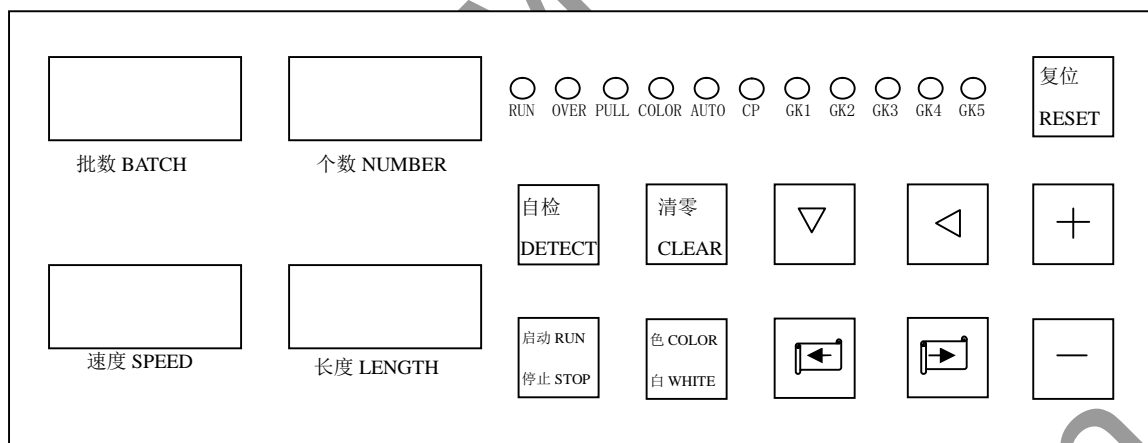 复位
RESET
RUN OVER PULL COLOR AUTO CP GK1 GK2 GK3 GK4 GK5
批数 BATCH
个数 NUMBER
自检
DETECT
清零
CLEAR
启动 RUN
停止 STOP
色 COLOR
白 WHITE
速度 SPEED
长度 LENGTH